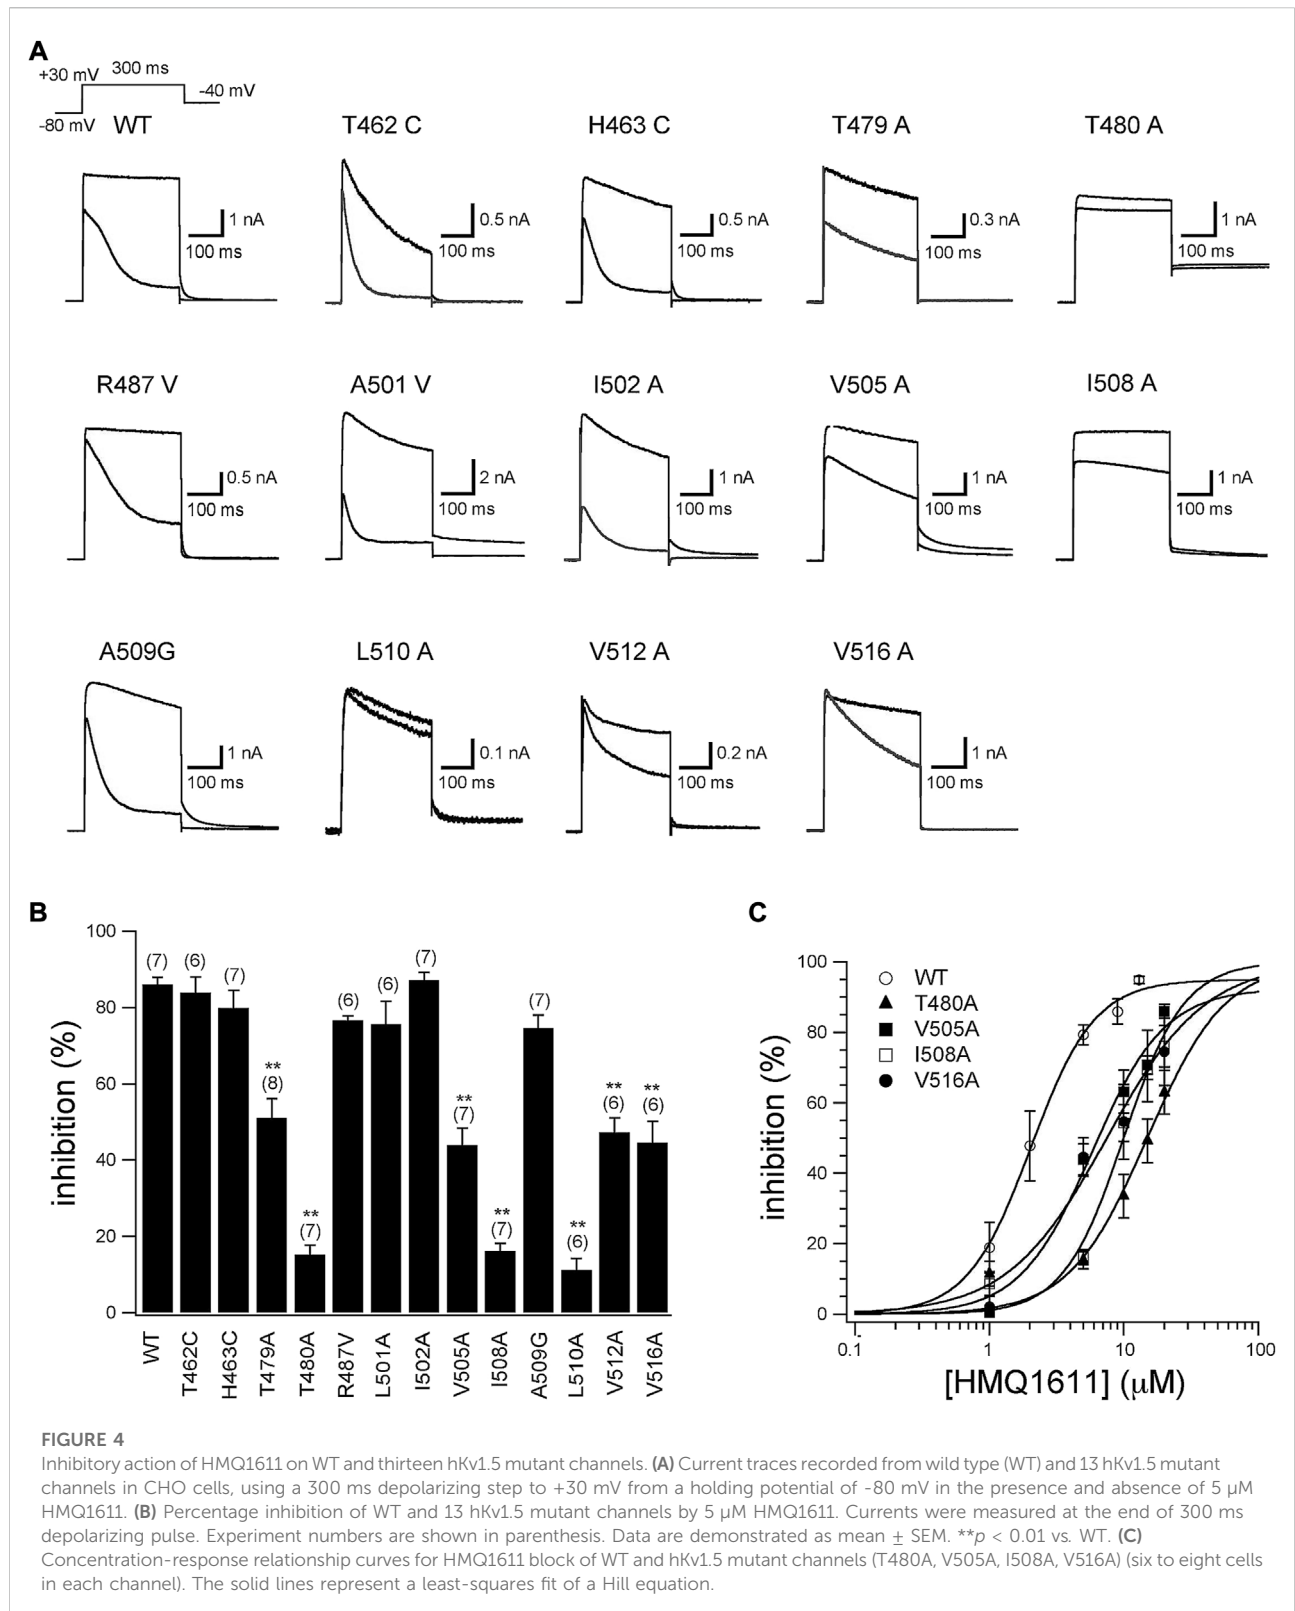 A
+30 mV
300 ms
-40 mV
-80 mV
WT
T462 C
H463 C
T479 A
T480 A
1 nA
100 ms
0.5 nA
100 ms
0.5 nA
100 ms
0.3 nA
100 ms
1 nA
100 ms
R487 V
A501 V
I502 A
V505 A
I508 A
0.5 nA
100 ms
2 nA
100 ms
1 nA
100 ms
1 nA
100 ms
1 nA
100 ms
A509G
L510 A
V512 A
V516 A
1 nA
100 ms
0.1 nA
100 ms
0.2 nA
100 ms
1 nA
100 ms
B
inhibition (%)
100
80
60
40
20
0
(7)
(6)
(7)
**
(8)
**
(7)
(6)
(6)
(7)
**
(7)
**
(7)
(7)
**
(6)
**
(6)
**
(6)
WT
T462C
H463C
T479A
T480A
R487V
L501A
I502A
V505A
I508A
A509G
L510A
V512A
V516A
C
inhibition (%)
100
80
60
40
20
0
WT
T480A
V505A
I508A
V516A
0.1
1
10
100
[HMQ1611] (μM)
FIGURE 4
Inhibitory action of HMQ1611 on WT and thirteen hKv1.5 mutant channels. (A) Current traces recorded from wild type (WT) and 13 hKv1.5 mutant
channels in CHO cells, using a 300 ms depolarizing step to +30 mV from a holding potential of -80 mV in the presence and absence of 5 μM
HMQ1611. (B) Percentage inhibition of WT and 13 hKv1.5 mutant channels by 5 μM HMQ1611. Currents were measured at the end of 300 ms
depolarizing pulse. Experiment numbers are shown in parenthesis. Data are demonstrated as mean ± SEM. **p < 0.01 vs. WT. (C)
Concentration-response relationship curves for HMQ1611 block of WT and hKv1.5 mutant channels (T480A, V505A, I508A, V516A) (six to eight cells
in each channel). The solid lines represent a least-squares fit of a Hill equation.